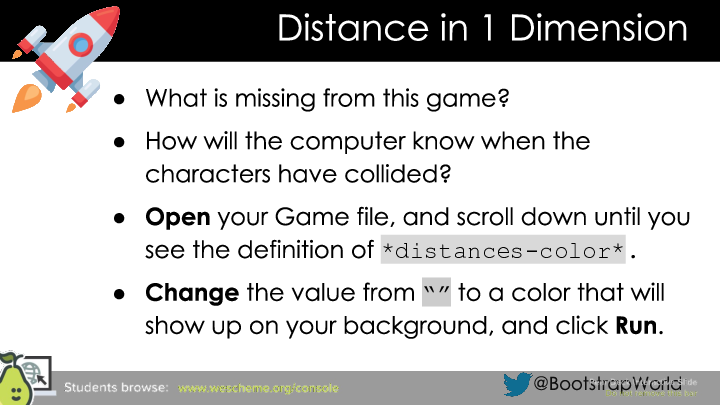 Distance in 1 Dimension
● What is missing from this game?
● How will the computer know when the
characters have collided?
● Open your Game file, and scroll down until you
see the definition of *distances-color*.
● Change the value from “” to a color that will
show up on your background, and click Run.
Students browse: www.wescheme.org/console
@BootstrapWorld